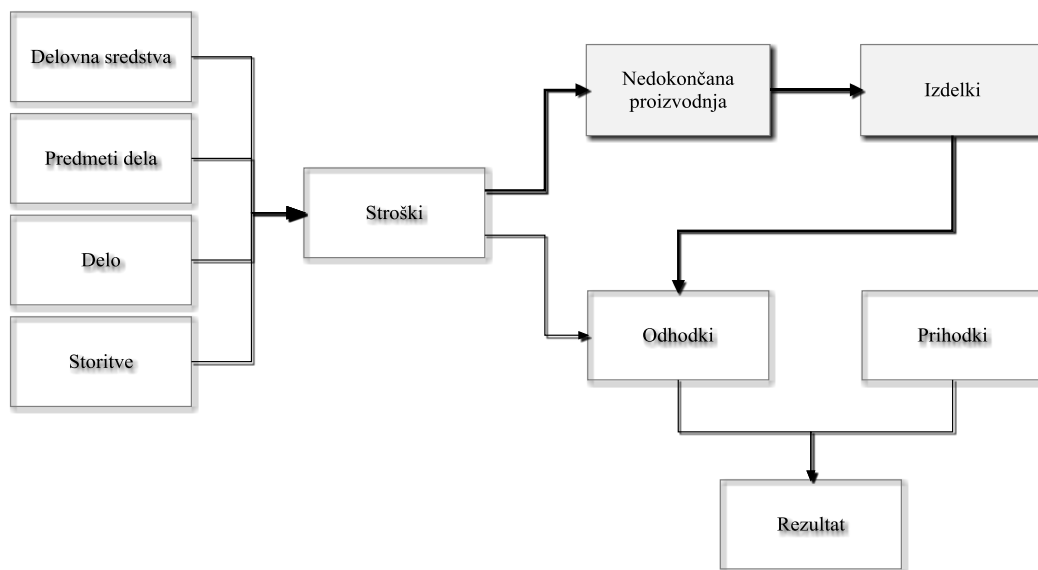 Delovna sredstva
Predmeti dela
Delo
Storitve
Stroški
Nedokončana
proizvodnja
Izdelki
Odhodki
Prihodki
Rezultat